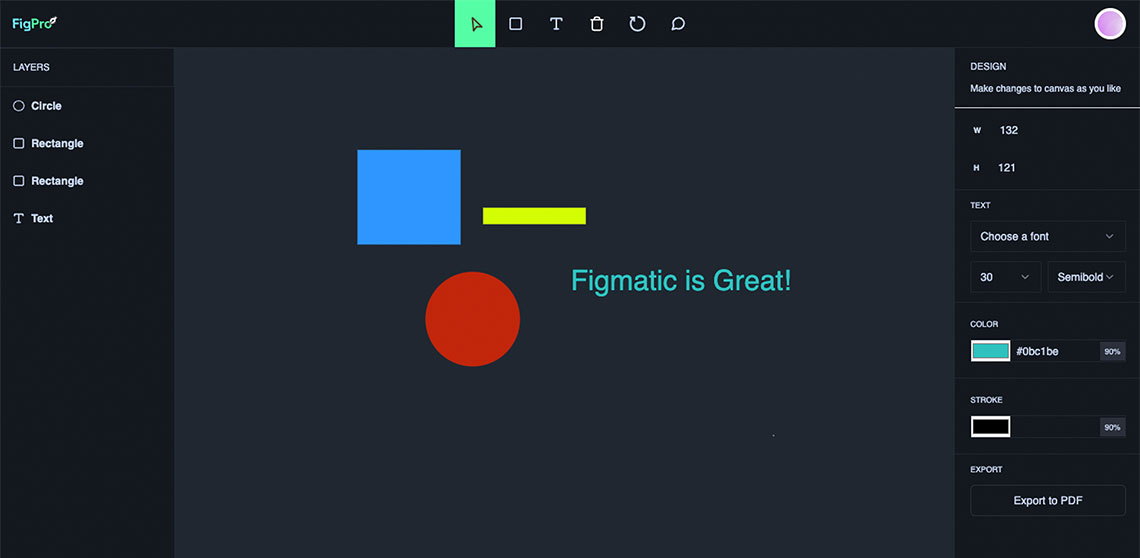 FigPro
LAYERS
Circle
Rectangle
Rectangle
Text
Figmatic is Great!
DESIGN
Make changes to canvas as you like
W 132
H 121
TEXT
Choose a font
30 Semibold
COLOR
#0bc1be 90%
STROKE
90%
EXPORT
Export to PDF